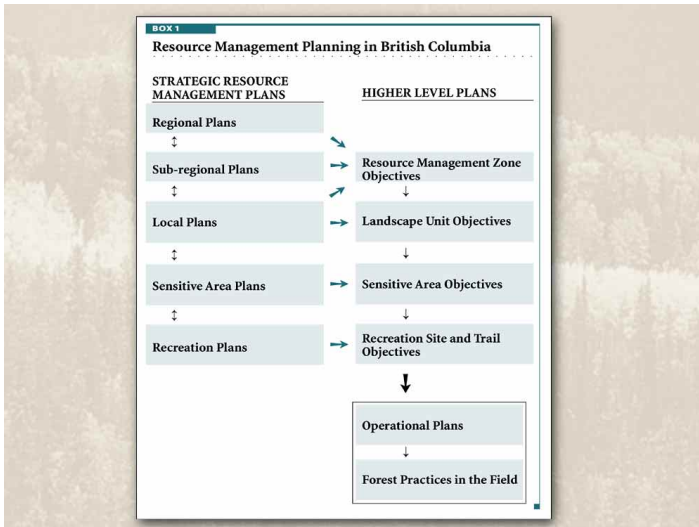 BOX 1
Resource Management Planning in British Columbia
STRATEGIC RESOURCE
MANAGEMENT PLANS
HIGHER LEVEL PLANS
Regional Plans
Sub-regional Plans
Resource Management Zone
Objectives
Local Plans
Landscape Unit Objectives
Sensitive Area Plans
Sensitive Area Objectives
Recreation Plans
Recreation Site and Trail
Objectives
Operational Plans
Forest Practices in the Field